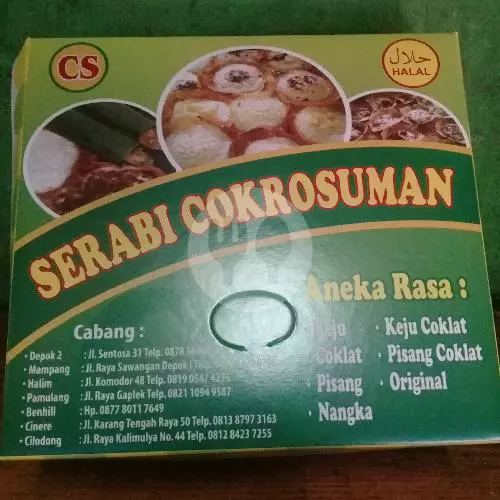 CS
حلال
HALAL
SERABI COKROSUMAN
Aneka Rasa :
Keju
Coklat
Pisang
Nangka
Keju Coklat
Pisang Coklat
Original
Cabang :
• Depok 2 : Jl. Sentosa 31 Telp. 0878
• Mampang : Jl. Raya Sawangan Depok I Telp.
• Halim : Jl. Komodor 48 Telp. 0819 0587
• Pamulang : Jl. Raya Gaplek Telp. 0821 1094 9587
• Benhill : Hp. 0877 8011 7649
• Cinere : Jl. Karang Tengah Raya 50 Telp. 0813 8797 3163
• Cilodong : Jl. Raya Kalimulya No. 44 Telp. 0812 8423 7255